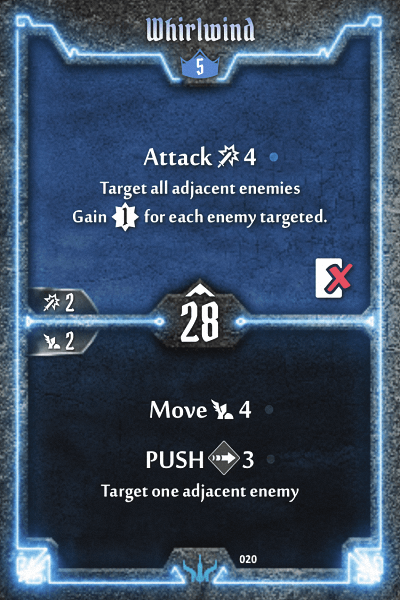 Whirlwind
5
Attack 4
Target all adjacent enemies
Gain 1 for each enemy targeted.
2
28
2
Move 4
PUSH 3
Target one adjacent enemy
020